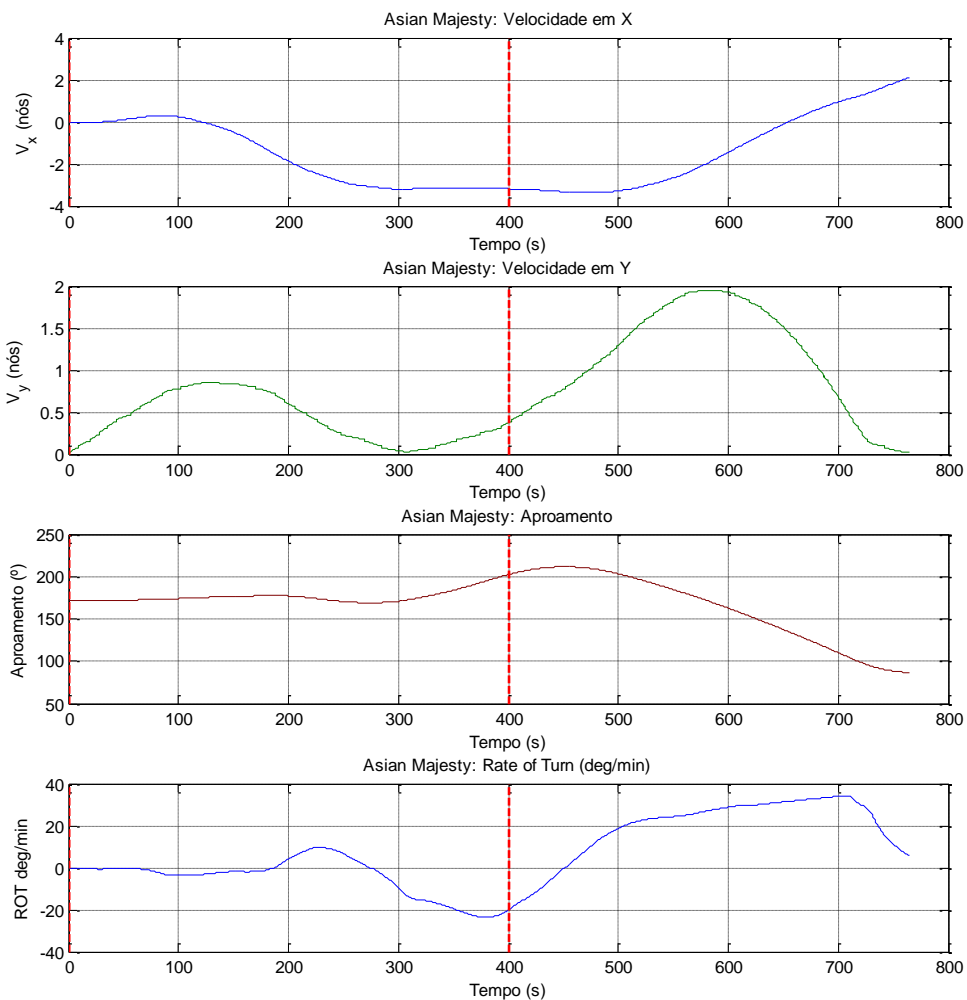 Asian Majesty: Velocidade em X
4
2
0
-2
-4
V_x (nós)
0 100 200 300 400 500 600 700 800
Tempo (s)
Asian Majesty: Velocidade em Y
2
1.5
1
0.5
0
V_y (nós)
0 100 200 300 400 500 600 700 800
Tempo (s)
Asian Majesty: Aproamento
250
200
150
100
50
Aproamento (º)
0 100 200 300 400 500 600 700 800
Tempo (s)
Asian Majesty: Rate of Turn (deg/min)
40
20
0
-20
-40
ROT deg/min
0 100 200 300 400 500 600 700 800
Tempo (s)